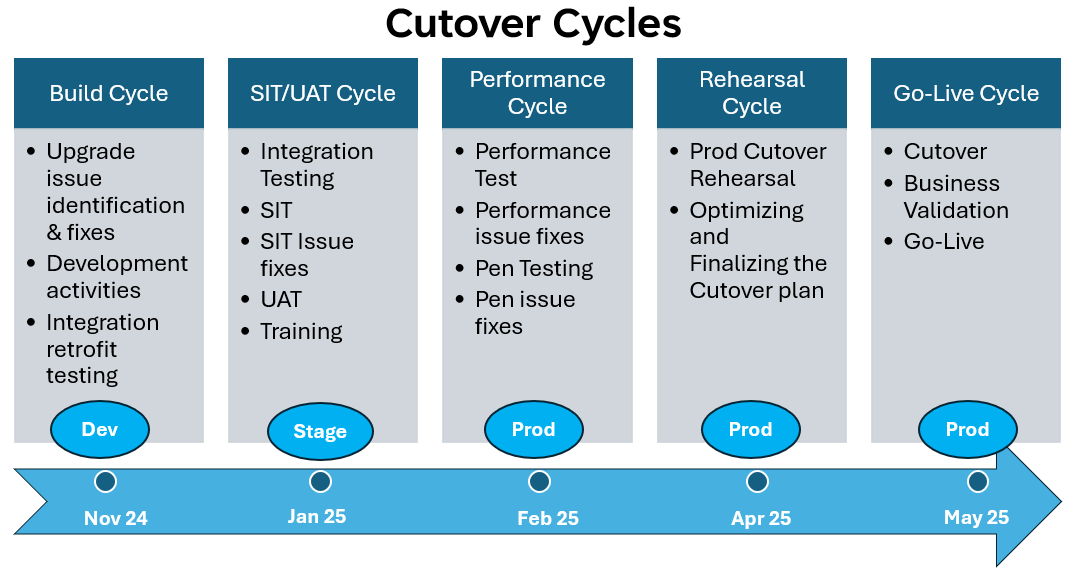 Cutover Cycles
Build Cycle
• Upgrade
issue
identification
& fixes
• Development
activities
• Integration
retrofit
testing
Dev
SIT/UAT Cycle
• Integration
Testing
• SIT
• SIT Issue
fixes
• UAT
• Training
Stage
Performance
Cycle
• Performance
Test
• Performance
issue fixes
• Pen Testing
• Pen issue
fixes
Prod
Rehearsal
Cycle
• Prod Cutover
Rehearsal
• Optimizing
and
Finalizing the
Cutover plan
Prod
Go-Live Cycle
• Cutover
• Business
Validation
• Go-Live
Prod
Nov 24
Jan 25
Feb 25
Apr 25
May 25